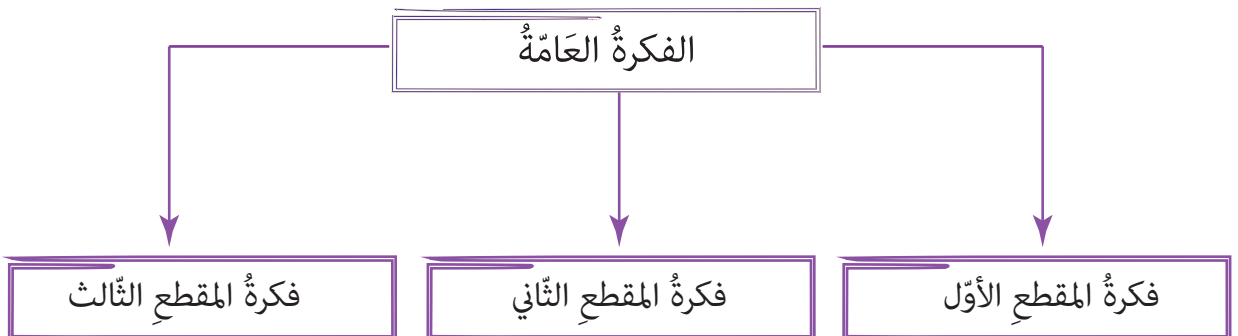 الفكرةُ العَامّةُ
فكرةُ المقطعِ الأوّل
فكرةُ المقطعِ الثّاني
فكرةُ المقطعِ الثّالث